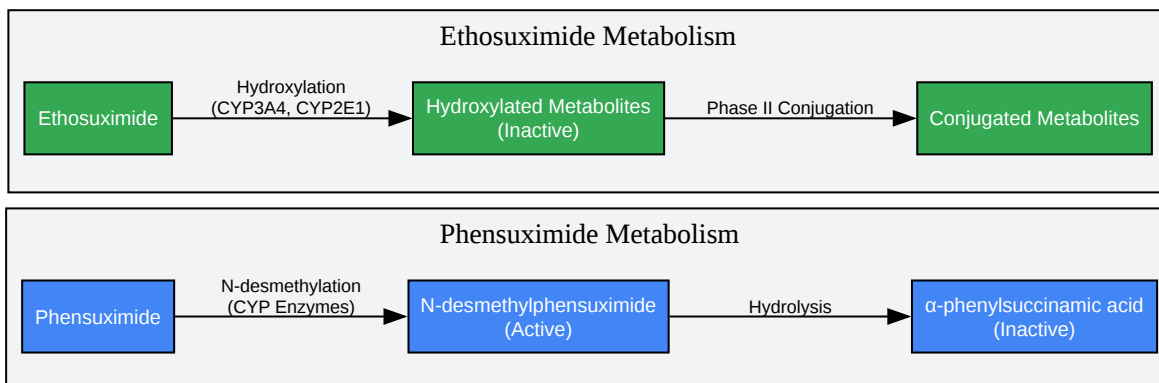 Ethosuximide Metabolism
Ethosuximide
Hydroxylation
(CYP3A4, CYP2E1)
Hydroxylated Metabolites
(Inactive)
Phase II Conjugation
Conjugated Metabolites
Phensuximide Metabolism
Phensuximide
N-desmethylation
(CYP Enzymes)
N-desmethylphensuximide
(Active)
Hydrolysis
α-phenylsuccinamic acid
(Inactive)